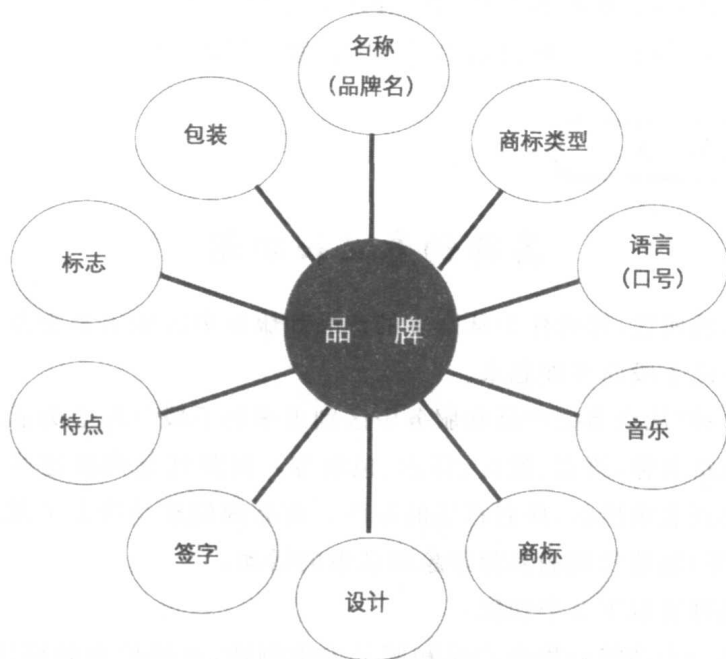 名称
（品牌名）
包装
商标类型
标志
语言
（口号）
品 牌
特点
音乐
签字
商标
设计